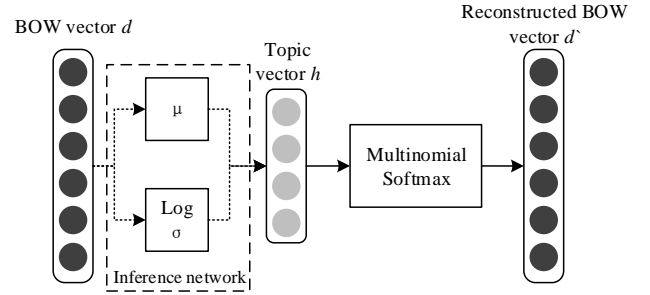 BOW vector d
Topic
vector h
Reconstructed BOW
vector d`
μ
Log
σ
Multinomial
Softmax
Inference network